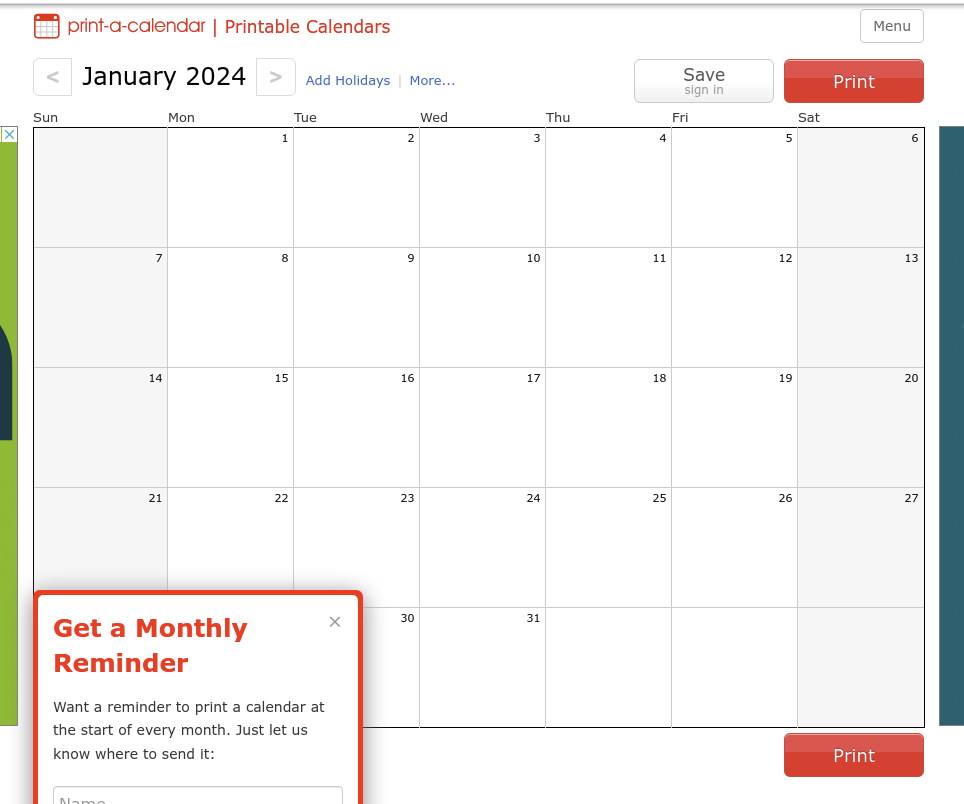 print-a-calendar | Printable Calendars
Menu
< January 2024 > Add Holidays | More...
Save
sign in
Print
Sun Mon Tue Wed Thu Fri Sat
1 2 3 4 5 6
7 8 9 10 11 12 13
14 15 16 17 18 19 20
21 22 23 24 25 26 27
30 31
Get a Monthly
Reminder
×
Want a reminder to print a calendar at
the start of every month. Just let us
know where to send it:
Name
Print